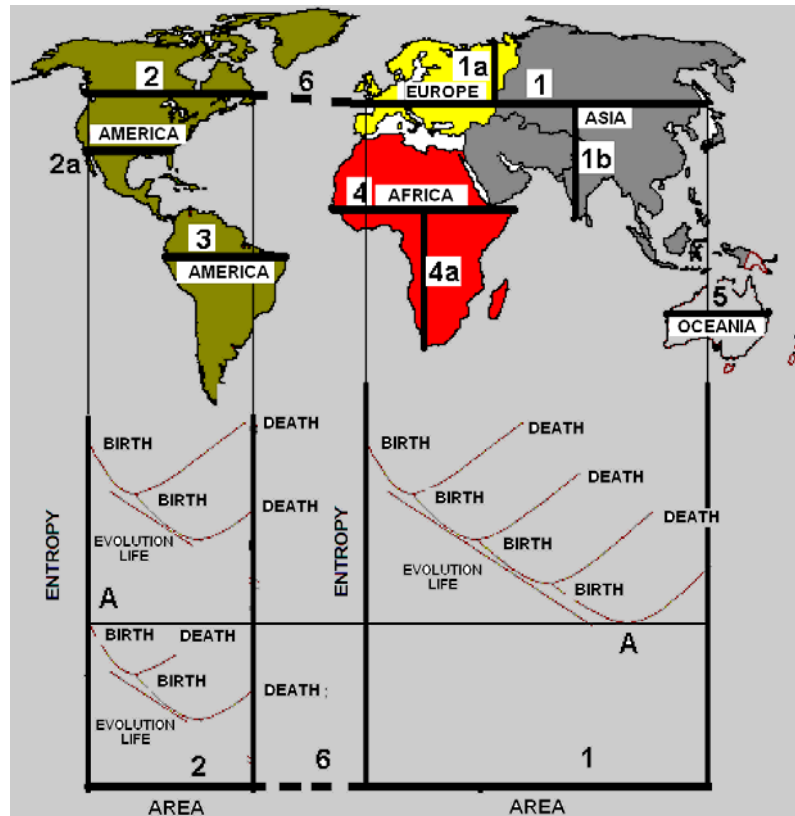 2
6
1a
1
EUROPE
ASIA
AMERICA
2a
1b
4
AFRICA
3
AMERICA
4a
5
OCEANIA
DEATH
BIRTH
BIRTH
DEATH
EVOLUTION
LIFE
ENTROPY
A
BIRTH
DEATH
BIRTH
DEATH
BIRTH
DEATH
EVOLUTION
LIFE
BIRTH
ENTROPY
A
BIRTH
DEATH
BIRTH
DEATH ;
EVOLUTION
LIFE
2
6
1
AREA
AREA